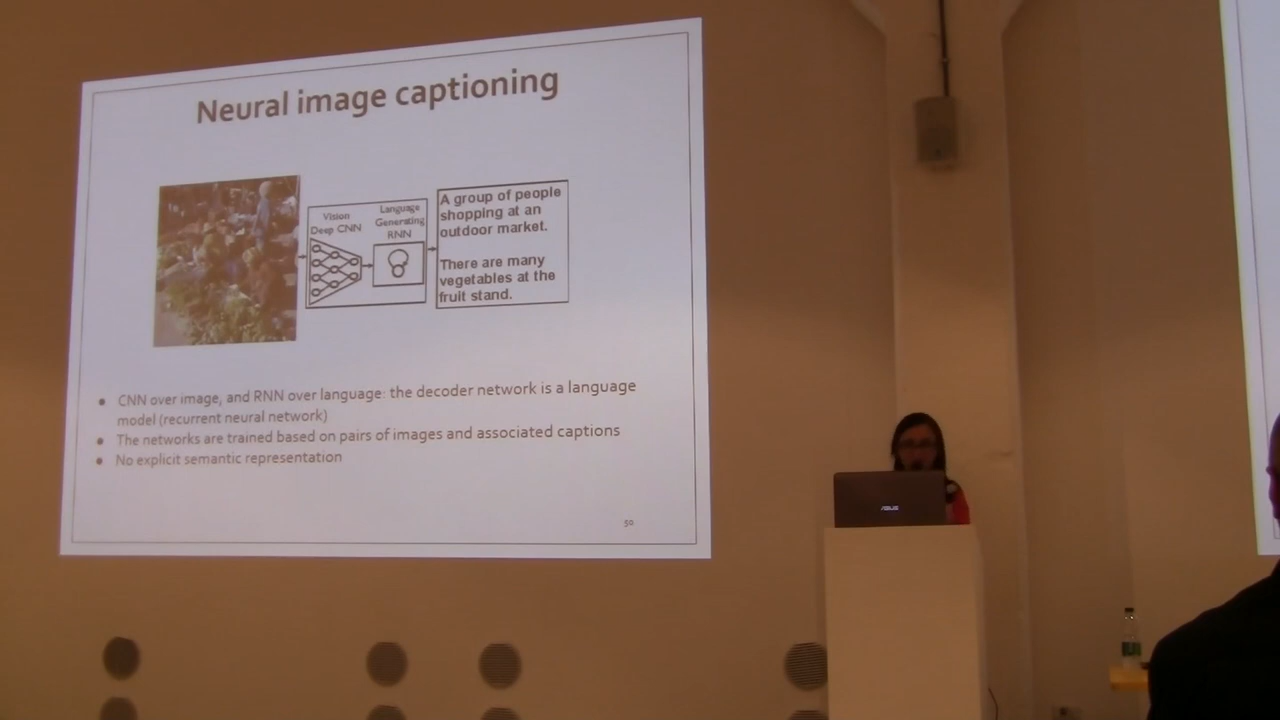 Neural image captioning
Vision
Deep CNN
Language
Generating
RNN
A group of people
shopping at an
outdoor market.
There are many
vegetables at the
fruit stand.
● CNN over image, and RNN over language: the decoder network is a language
model (recurrent neural network)
● The networks are trained based on pairs of images and associated captions
● No explicit semantic representation
50
ASUS